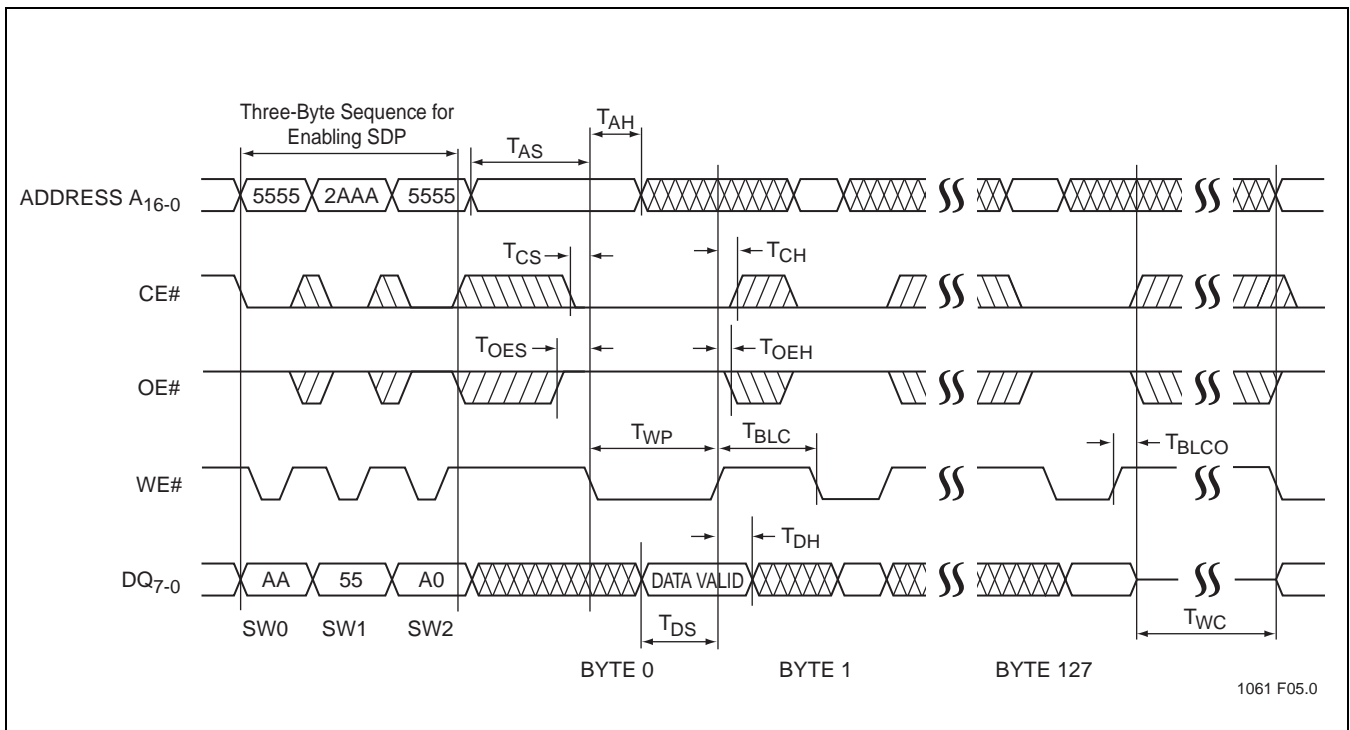 Three-Byte Sequence for
Enabling SDP
TAH
TAS
ADDRESS A16-0
5555 2AAA 5555
TCS
TCH
CE#
TOES
TOEH
OE#
TWP
TBLC
TBLCO
WE#
TDH
DQ7-0
AA 55 A0
DATA VALID
SW0 SW1 SW2
TDS
TWC
BYTE 0
BYTE 1
BYTE 127
1061 F05.0